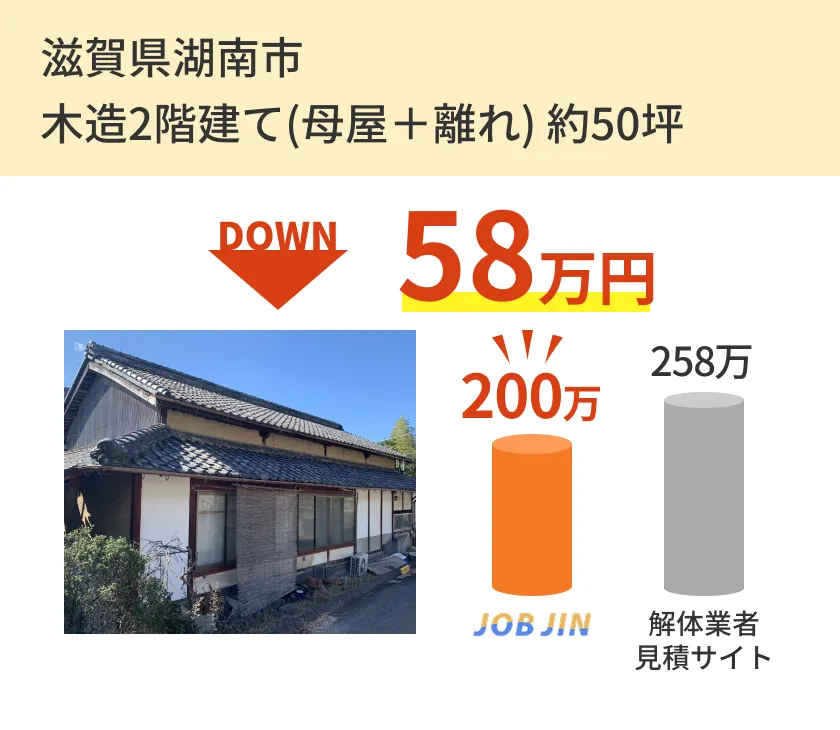 滋賀県湖南市
木造2階建て(母屋＋離れ) 約50坪
DOWN
58万円
200万
258万
JOB JIN
解体業者
見積サイト